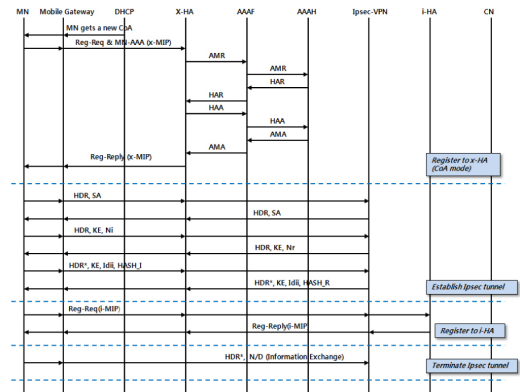 MN Mobile Gateway DHCP X-HA AAAF AAAH Ipsec-VPN i-HA CN
MN gets a new CoA
Reg-Req & MN-AAA (x-MIP)
AMR
AMR
HAR
HAR
HAA
HAA
AMA
AMA
Reg-Reply (x-MIP)
Register to x-HA
(CoA mode)
HDR, SA
HDR, SA
HDR, KE, Ni
HDR, KE, Nr
HDR*, KE, Idii, HASH_I
HDR*, KE, Idii, HASH_R
Establish Ipsec tunnel
Reg-Req(i-MIP)
Reg-Reply(i-MIP
Register to i-HA
HDR*, N/D (Information Exchange)
Terminate Ipsec tunnel